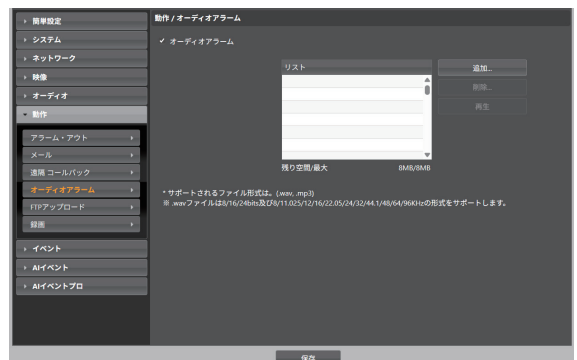 簡単設定
システム
ネットワーク
映像
オーディオ
動作
アラーム・アウト
メール
遠隔 コールバック
オーディオアラーム
FTPアップロード
録画
イベント
AIイベント
AIイベントプロ
動作 / オーディオアラーム
オーディオアラーム
リスト
追加...
削除...
再生
残り空間/最大 8MB/8MB
* サポートされるファイル形式は。(.wav, .mp3)
※ .wavファイルは8/16/24bits及び8/11.025/12/16/22.05/24/32/44.1/48/64/96KHzの形式をサポートします。
保存